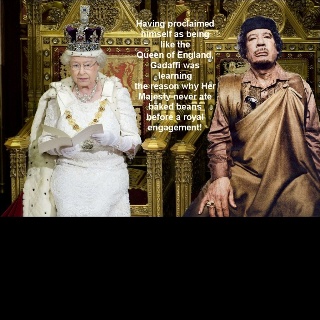 Having proclaimed
himself as being
like the
Queen of England,
Gadaffi was
learning
the reason why Her
Majesty never ate
baked beans
before a royal
engagement!